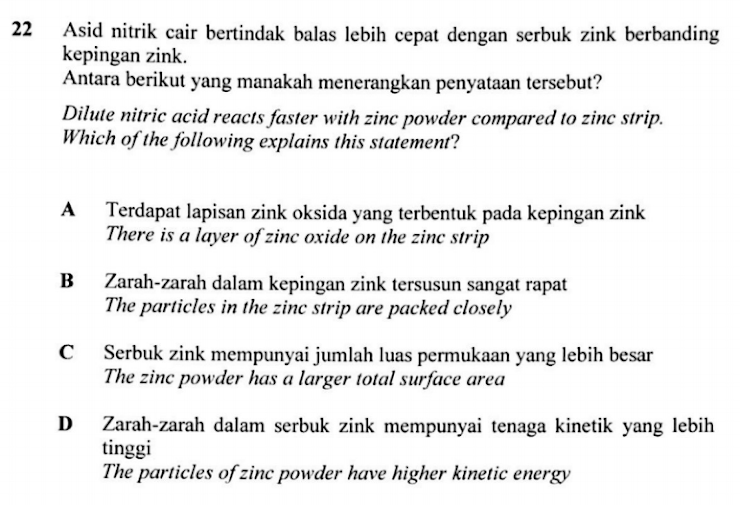 22 Asid nitrik cair bertindak balas lebih cepat dengan serbuk zink berbanding
kepingan zink.
Antara berikut yang manakah menerangkan penyataan tersebut?
Dilute nitric acid reacts faster with zinc powder compared to zinc strip.
Which of the following explains this statement?
A Terdapat lapisan zink oksida yang terbentuk pada kepingan zink
There is a layer of zinc oxide on the zinc strip
B Zarah-zarah dalam kepingan zink tersusun sangat rapat
The particles in the zinc strip are packed closely
C Serbuk zink mempunyai jumlah luas permukaan yang lebih besar
The zinc powder has a larger total surface area
D Zarah-zarah dalam serbuk zink mempunyai tenaga kinetik yang lebih
tinggi
The particles of zinc powder have higher kinetic energy